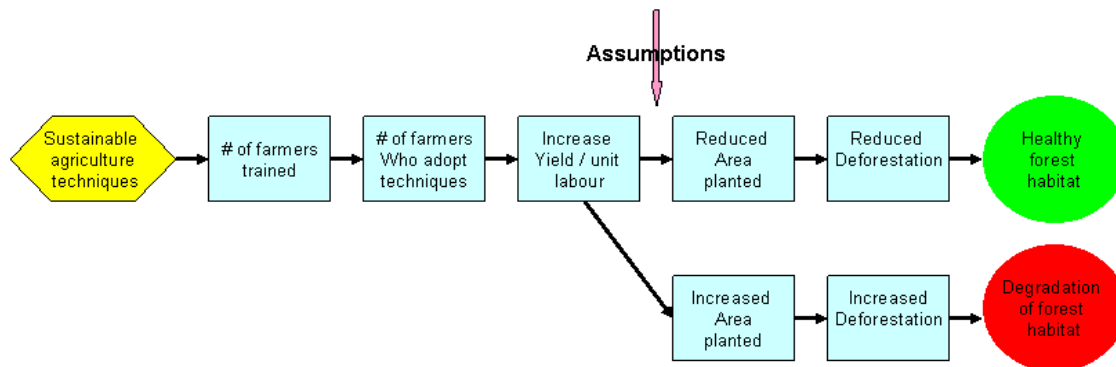 Assumptions
Sustainable
agriculture
techniques
# of farmers
trained
# of farmers
Who adopt
techniques
Increase
Yield / unit
labour
Reduced
Area
planted
Reduced
Deforestation
Healthy
forest
habitat
Increased
Area
planted
Increased
Deforestation
Degradation
of forest
habitat